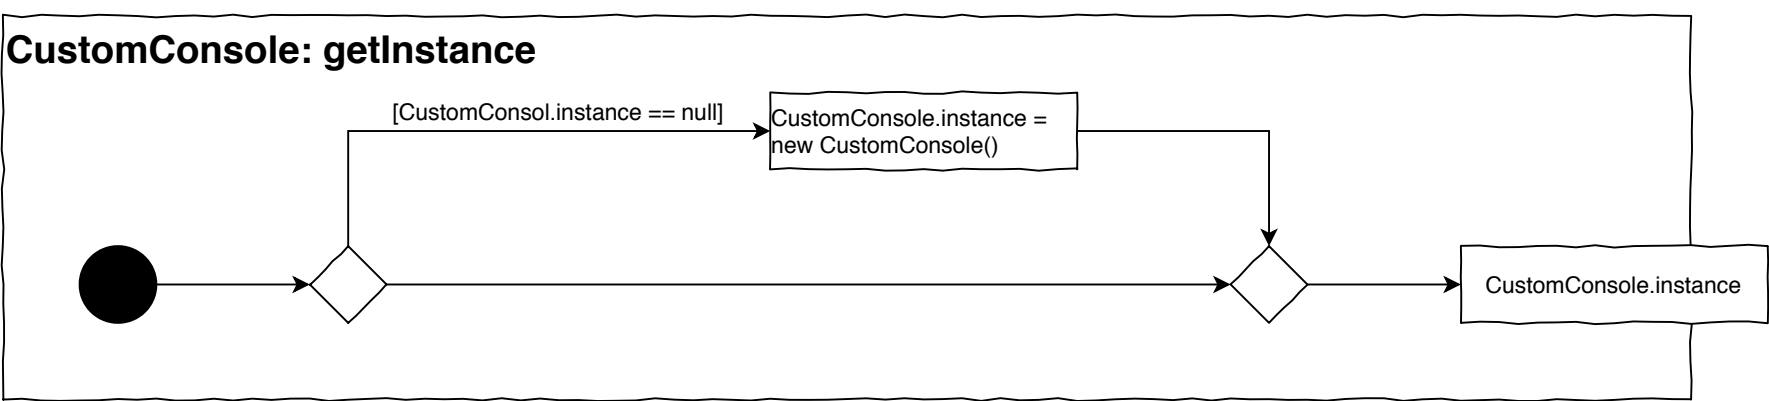 CustomConsole: getInstance
[CustomConsol.instance == null]
CustomConsole.instance =
new CustomConsole()
CustomConsole.instance